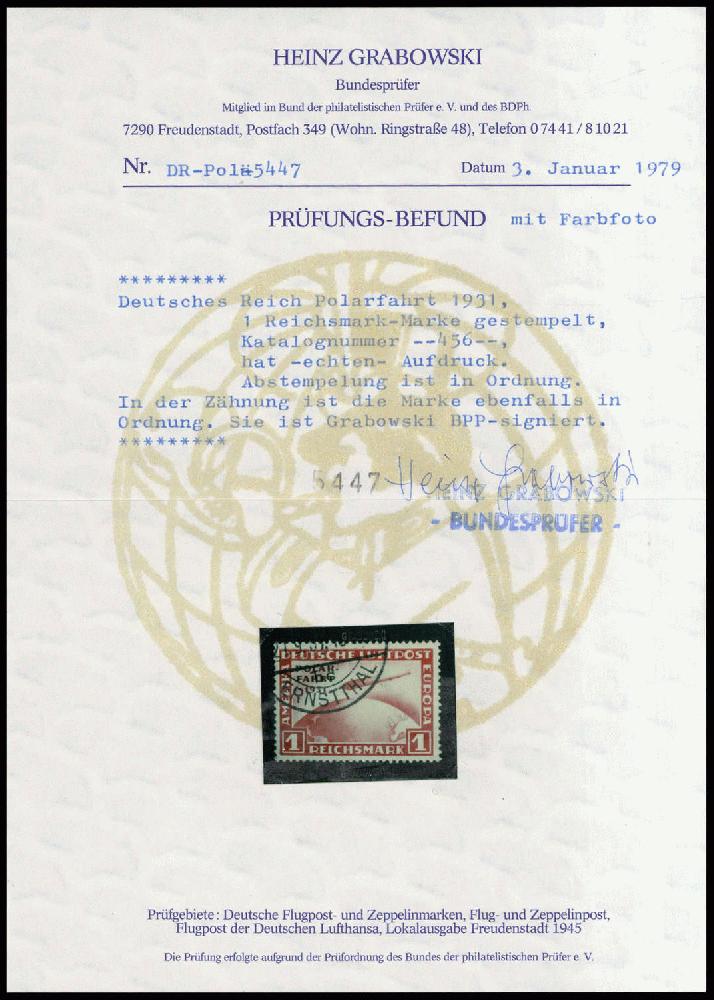 HEINZ GRABOWSKI
Bundesprüfer
Mitglied im Bund der philatelistischen Prüfer e. V. und des BDPh.
7290 Freudenstadt, Postfach 349 (Wohn. Ringstraße 48), Telefon 0 74 41 / 8 10 21
Nr. DR-Polä5447 Datum 3. Januar 1979
PRÜFUNGS-BEFUND mit Farbfoto
*********
Deutsches Reich Polarfahrt 1931,
1 Reichsmark-Marke gestempelt,
Katalognummer --456--,
hat -echten- Aufdruck.
Abstempelung ist in Ordnung.
In der Zähnung ist die Marke ebenfalls in
Ordnung. Sie ist Grabowski BPP-signiert.
*********
5447 Heinz Grabowski
HEINZ GRABOWSKI
- BUNDESPRÜFER -
DEUTSCHE LUFTPOST
POLAR-
FAHRT
1931
AMERIKA
EUROPA
RNSTTHAL
1 REICHSMARK 1
Prüfgebiete: Deutsche Flugpost- und Zeppelinmarken, Flug- und Zeppelinpost,
Flugpost der Deutschen Lufthansa, Lokalausgabe Freudenstadt 1945
Die Prüfung erfolgte aufgrund der Prüfordnung des Bundes der philatelistischen Prüfer e. V.